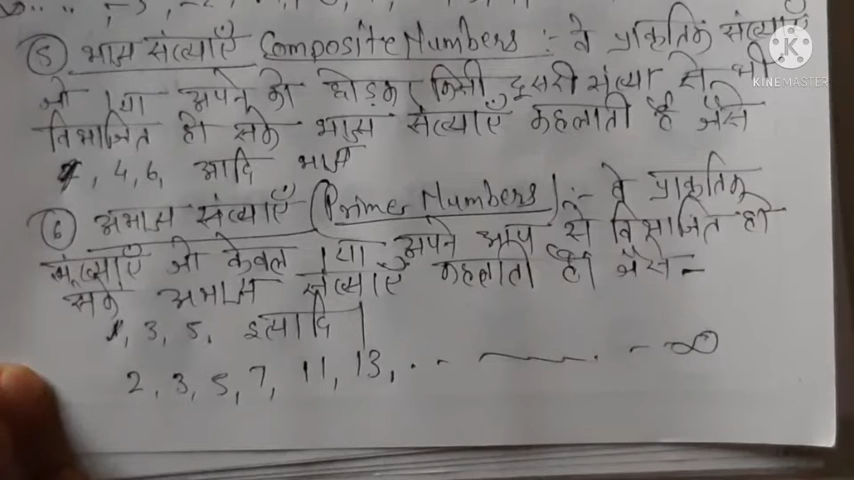 ⑤ भाज्य संख्याएँ Composite Numbers :- वे प्राकृतिक संख्याएँ
जो 1 या अपने को छोड़कर किसी दूसरी संख्या से भी
विभाजित हो सके भाज्य संख्याएँ कहलाती है जैसे
, 4, 6, आदि भाज्य
⑥ अभाज्य संख्याएँ (Primer Numbers) :- वे प्राकृतिक
संख्याएँ जो केवल 1 या अपने आप से विभाजित हो
सके अभाज्य संख्याएँ कहलाती है। जैसे -
, 3, 5, इत्यादि।
2, 3, 5, 7, 11, 13, .. - ∞
K
KINEMASTER